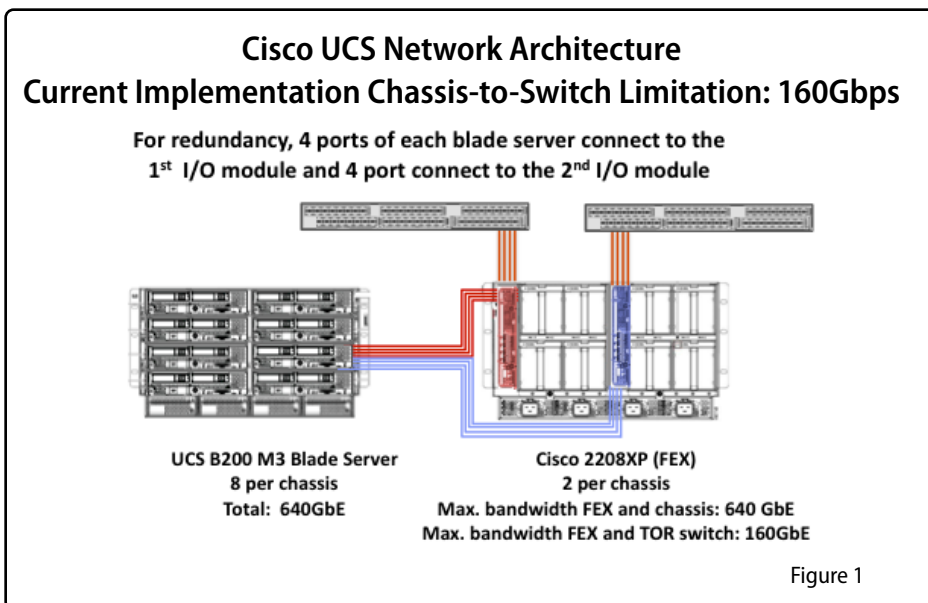 Cisco UCS Network Architecture
Current Implementation Chassis-to-Switch Limitation: 160Gbps
For redundancy, 4 ports of each blade server connect to the
1st I/O module and 4 port connect to the 2nd I/O module
UCS B200 M3 Blade Server
8 per chassis
Total: 640GbE
Cisco 2208XP (FEX)
2 per chassis
Max. bandwidth FEX and chassis: 640 GbE
Max. bandwidth FEX and TOR switch: 160GbE
Figure 1